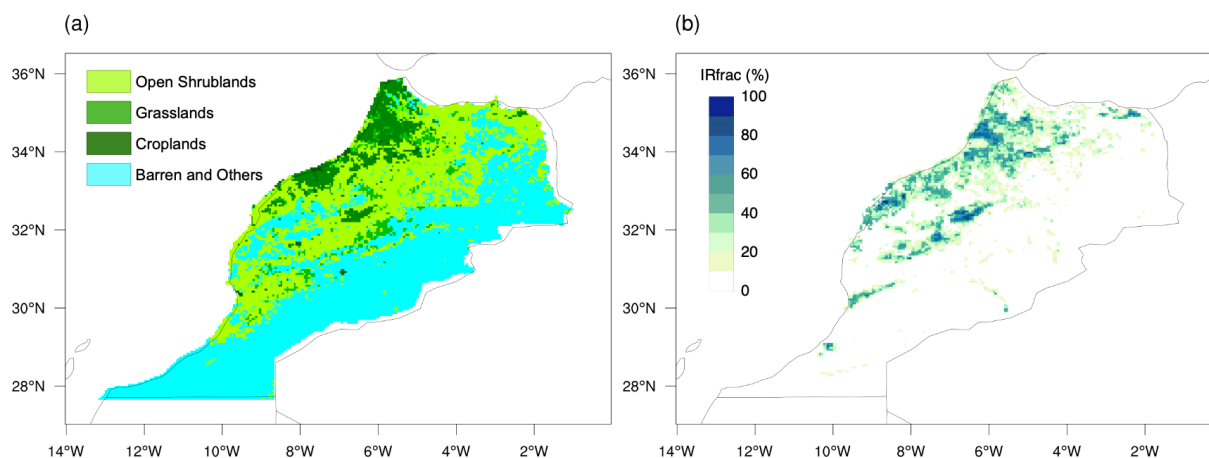 (a)
36°N
34°N
32°N
30°N
28°N
14°W 12°W 10°W 8°W 6°W 4°W 2°W
Open Shrublands
Grasslands
Croplands
Barren and Others
(b)
36°N
34°N
32°N
30°N
28°N
14°W 12°W 10°W 8°W 6°W 4°W 2°W
IRfrac (%)
100
80
60
40
20
0